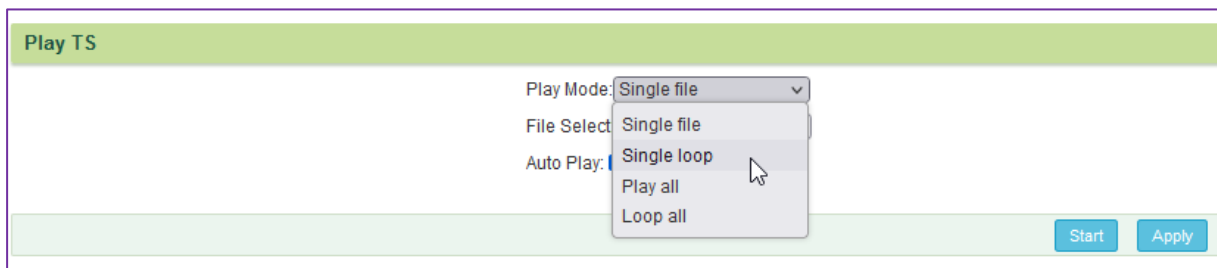 Play TS
Play Mode: Single file
File Select
Single file
Auto Play:
Single loop
Play all
Loop all
Start
Apply